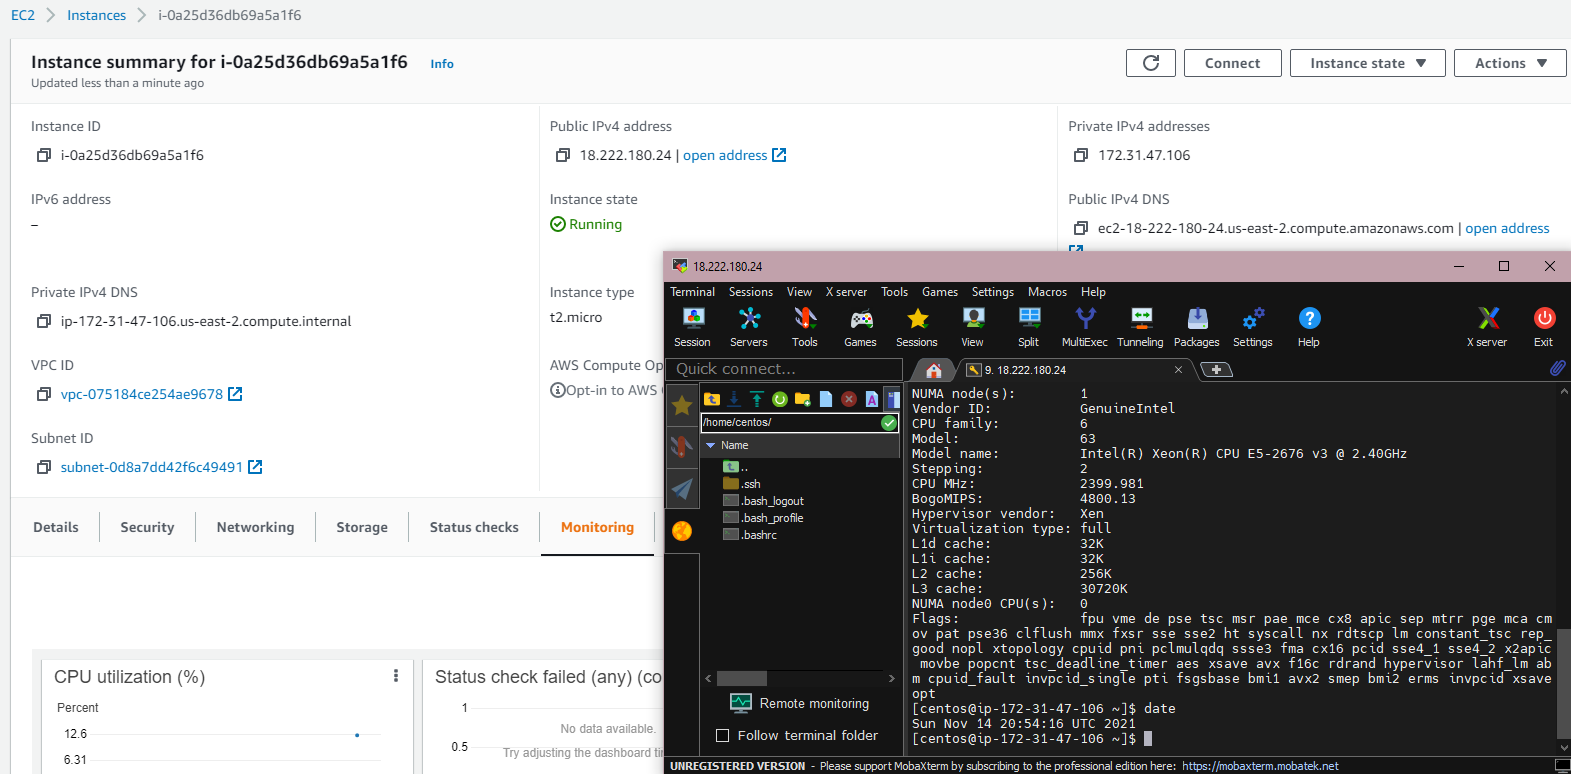 EC2 > Instances > i-0a25d36db69a5a1f6
Instance summary for i-0a25d36db69a5a1f6 Info
Updated less than a minute ago
Connect
Instance state
Actions
Instance ID
i-0a25d36db69a5a1f6
Public IPv4 address
18.222.180.24 | open address
Private IPv4 addresses
172.31.47.106
IPv6 address
–
Instance state
Running
Public IPv4 DNS
ec2-18-222-180-24.us-east-2.compute.amazonaws.com | open address
Private IPv4 DNS
ip-172-31-47-106.us-east-2.compute.internal
Instance type
t2.micro
VPC ID
vpc-075184ce254ae9678
AWS Compute Op
Opt-in to AWS
Subnet ID
subnet-0d8a7dd42f6c49491
Details Security Networking Storage Status checks Monitoring
CPU utilization (%)
Percent
12.6
6.31
Status check failed (any) (co
1
No data available.
0.5
Try adjusting the dashboard ti
18.222.180.24
Terminal Sessions View X server Tools Games Settings Macros Help
Session Servers Tools Games Sessions View Split MultiExec Tunneling Packages Settings Help X server Exit
Quick connect...
9. 18.222.180.24
/home/centos/
Name
..
.ssh
.bash_logout
.bash_profile
.bashrc
Remote monitoring
Follow terminal folder
NUMA node(s): 1
Vendor ID: GenuineIntel
CPU family: 6
Model: 63
Model name: Intel(R) Xeon(R) CPU E5-2676 v3 @ 2.40GHz
Stepping: 2
CPU MHz: 2399.981
BogoMIPS: 4800.13
Hypervisor vendor: Xen
Virtualization type: full
L1d cache: 32K
L1i cache: 32K
L2 cache: 256K
L3 cache: 30720K
NUMA node0 CPU(s): 0
Flags: fpu vme de pse tsc msr pae mce cx8 apic sep mtrr pge mca cm
ov pat pse36 clflush mmx fxsr sse sse2 ht syscall nx rdtscp lm constant_tsc rep_
good nopl xtopology cpuid pni pclmulqdq ssse3 fma cx16 pcid sse4_1 sse4_2 x2apic
movbe popcnt tsc_deadline_timer aes xsave avx f16c rdrand hypervisor lahf_lm ab
m cpuid_fault invpcid_single pti fsgsbase bmi1 avx2 smep bmi2 erms invpcid xsave
opt
[centos@ip-172-31-47-106 ~]$ date
Sun Nov 14 20:54:16 UTC 2021
[centos@ip-172-31-47-106 ~]$
UNREGISTERED VERSION - Please support MobaXterm by subscribing to the professional edition here: https://mobaxterm.mobatek.net